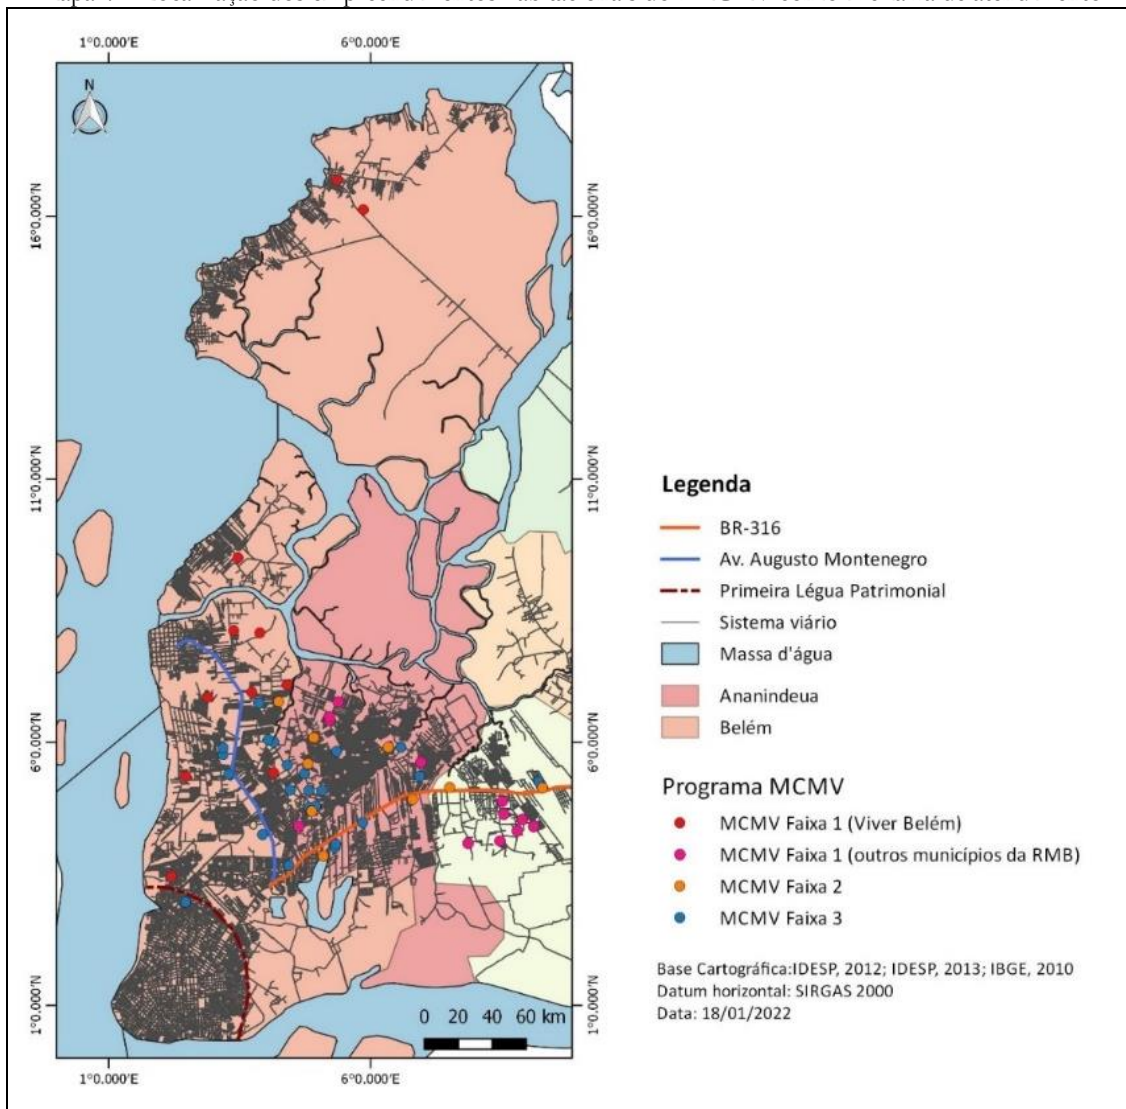 1°0.000'E 6°0.000'E
N
16°0.000'N 16°0.000'N
11°0.000'N 11°0.000'N
6°0.000'N 6°0.000'N
1°0.000'N 1°0.000'N
0 20 40 60 km
1°0.000'E 6°0.000'E
Legenda
BR-316
Av. Augusto Montenegro
Primeira Légua Patrimonial
Sistema viário
Massa d'água
Ananindeua
Belém
Programa MCMV
MCMV Faixa 1 (Viver Belém)
MCMV Faixa 1 (outros municípios da RMB)
MCMV Faixa 2
MCMV Faixa 3
Base Cartográfica:IDESP, 2012; IDESP, 2013; IBGE, 2010
Datum horizontal: SIRGAS 2000
Data: 18/01/2022